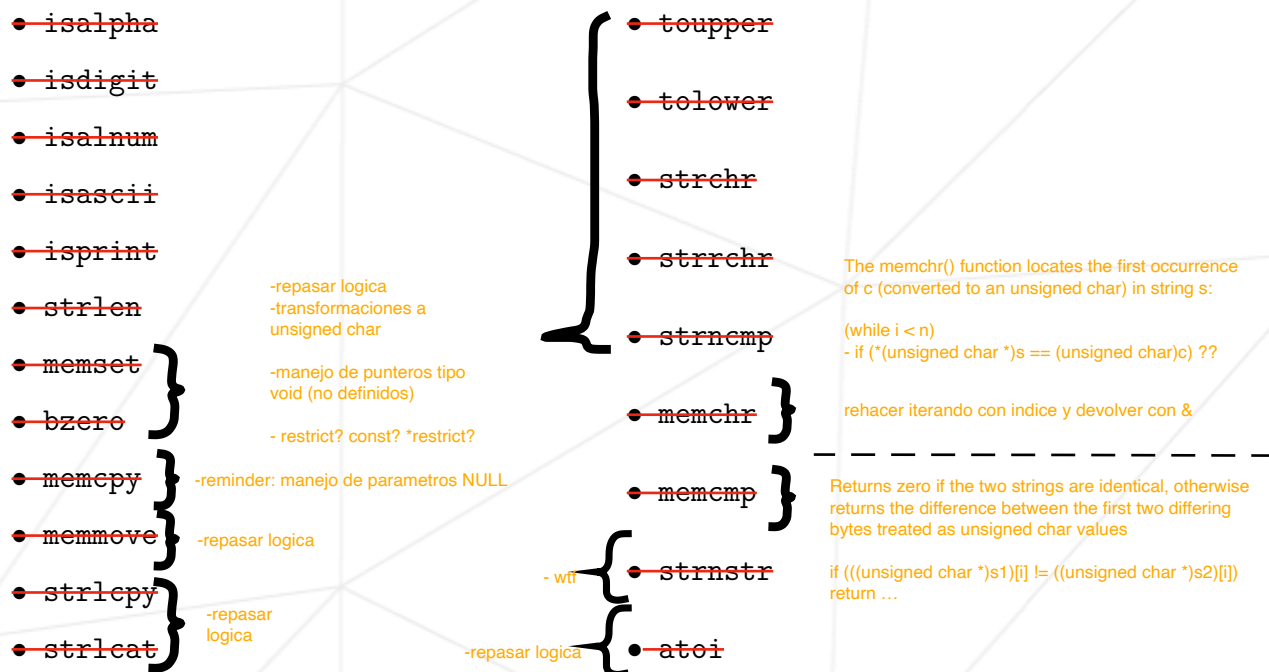 • isalpha
• isdigit
• isalnum
• isascii
• isprint
• strlen
• memset
• bzero
• memcpy
• memmove
• strlcpy
• strlcat
-repasar logica
-transformaciones a
unsigned char
-manejo de punteros tipo
void (no definidos)
- restrict? const? *restrict?
-reminder: manejo de parametros NULL
-repasar logica
-repasar
logica
• toupper
• tolower
• strchr
• strrchr
• strncmp
• memchr
• memcmp
• strnstr
• atoi
- wtf
-repasar logica
The memchr() function locates the first occurrence
of c (converted to an unsigned char) in string s:
(while i < n)
- if (*(unsigned char *)s == (unsigned char)c) ??
rehacer iterando con indice y devolver con &
Returns zero if the two strings are identical, otherwise
returns the difference between the first two differing
bytes treated as unsigned char values
if (((unsigned char *)s1)[i] != ((unsigned char *)s2)[i])
return …